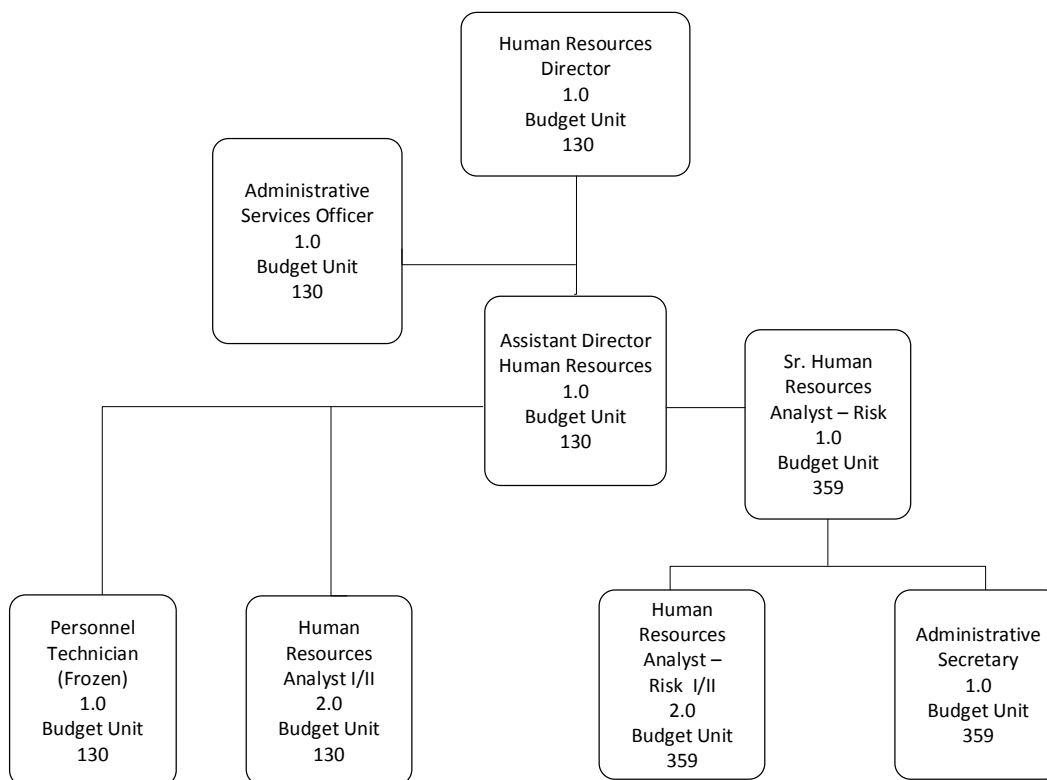 Human Resources
Director
1.0
Budget Unit
130
Administrative
Services Officer
1.0
Budget Unit
130
Assistant Director
Human Resources
1.0
Budget Unit
130
Sr. Human
Resources
Analyst – Risk
1.0
Budget Unit
359
Personnel
Technician
(Frozen)
1.0
Budget Unit
130
Human
Resources
Analyst I/II
2.0
Budget Unit
130
Human
Resources
Analyst –
Risk I/II
2.0
Budget Unit
359
Administrative
Secretary
1.0
Budget Unit
359